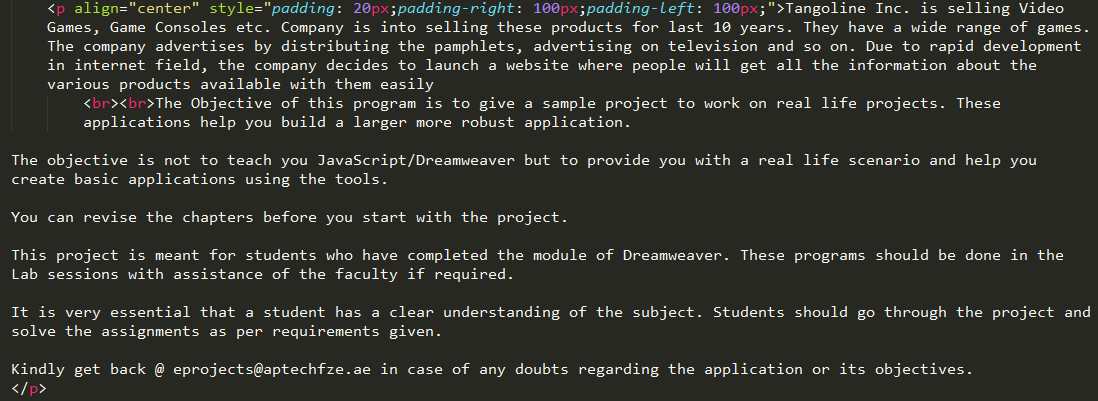 <p align="center" style="padding: 20px;padding-right: 100px;padding-left: 100px;">Tangoline Inc. is selling Video
Games, Game Consoles etc. Company is into selling these products for last 10 years. They have a wide range of games.
The company advertises by distributing the pamphlets, advertising on television and so on. Due to rapid development
in internet field, the company decides to launch a website where people will get all the information about the
various products available with them easily
<br><br>The Objective of this program is to give a sample project to work on real life projects. These
applications help you build a larger more robust application.
The objective is not to teach you JavaScript/Dreamweaver but to provide you with a real life scenario and help you
create basic applications using the tools.
You can revise the chapters before you start with the project.
This project is meant for students who have completed the module of Dreamweaver. These programs should be done in the
Lab sessions with assistance of the faculty if required.
It is very essential that a student has a clear understanding of the subject. Students should go through the project and
solve the assignments as per requirements given.
Kindly get back @ eprojects@aptechfze.ae in case of any doubts regarding the application or its objectives.
</p>